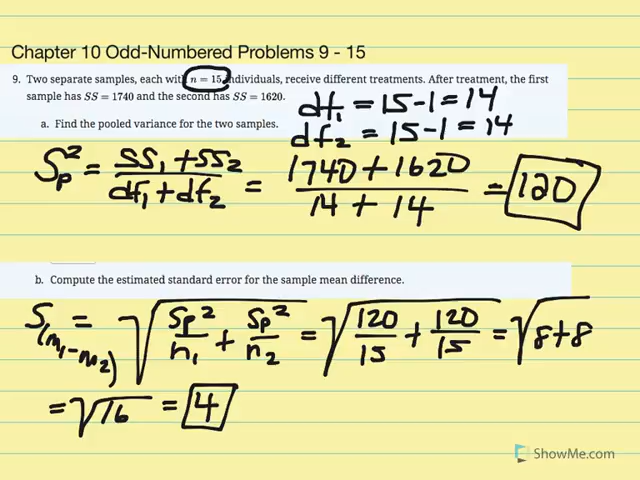 Chapter 10 Odd-Numbered Problems 9 - 15
9. Two separate samples, each with n = 15 individuals, receive different treatments. After treatment, the first
sample has SS = 1740 and the second has SS = 1620.
df₁ = 15-1 = 14
a. Find the pooled variance for the two samples.
df₂ = 15-1 = 14
Sp² = (SS₁ + SS₂)/(df₁ + df₂) = (1740 + 1620)/(14 + 14) = 120
b. Compute the estimated standard error for the sample mean difference.
S(m₁-m₂) = √(Sp²/n₁ + Sp²/n₂) = √(120/15 + 120/15) = √(8+8)
= √16 = 4
ShowMe.com